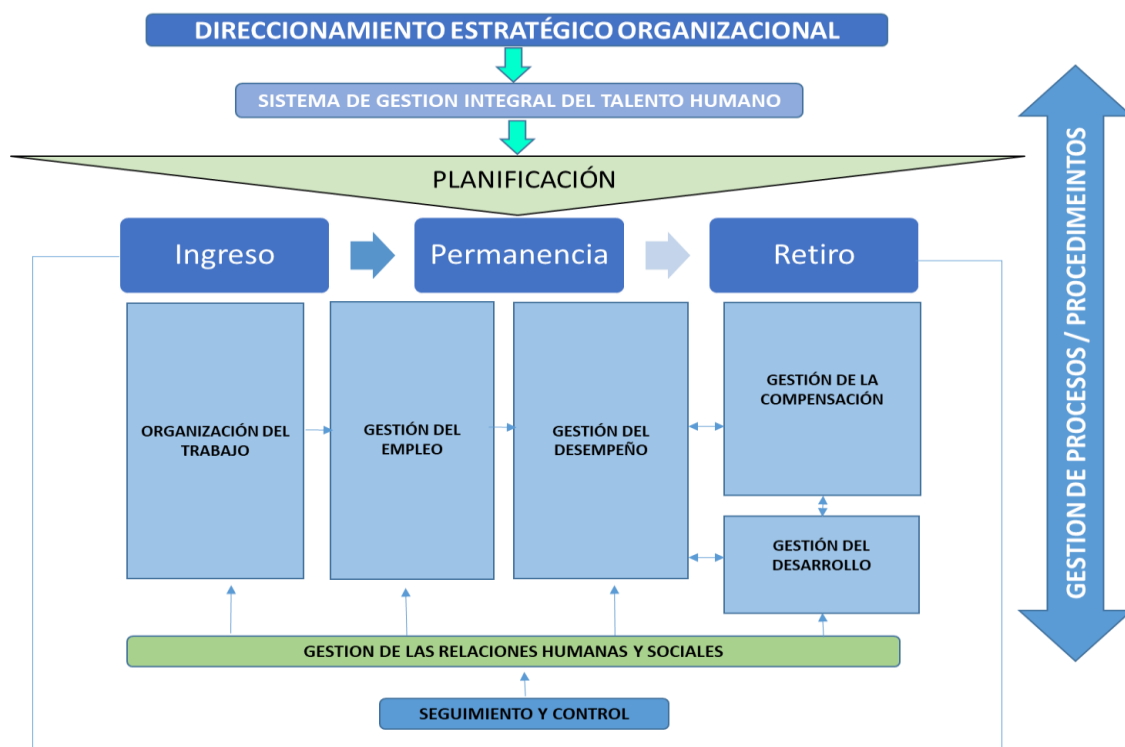 DIRECCIONAMIENTO ESTRATÉGICO ORGANIZACIONAL
SISTEMA DE GESTION INTEGRAL DEL TALENTO HUMANO
PLANIFICACIÓN
Ingreso
Permanencia
Retiro
ORGANIZACIÓN DEL
TRABAJO
GESTIÓN DEL
EMPLEO
GESTIÓN DEL
DESEMPEÑO
GESTIÓN DE LA
COMPENSACIÓN
GESTIÓN DEL
DESARROLLO
GESTION DE LAS RELACIONES HUMANAS Y SOCIALES
SEGUIMIENTO Y CONTROL
GESTION DE PROCESOS / PROCEDIMEINTOS